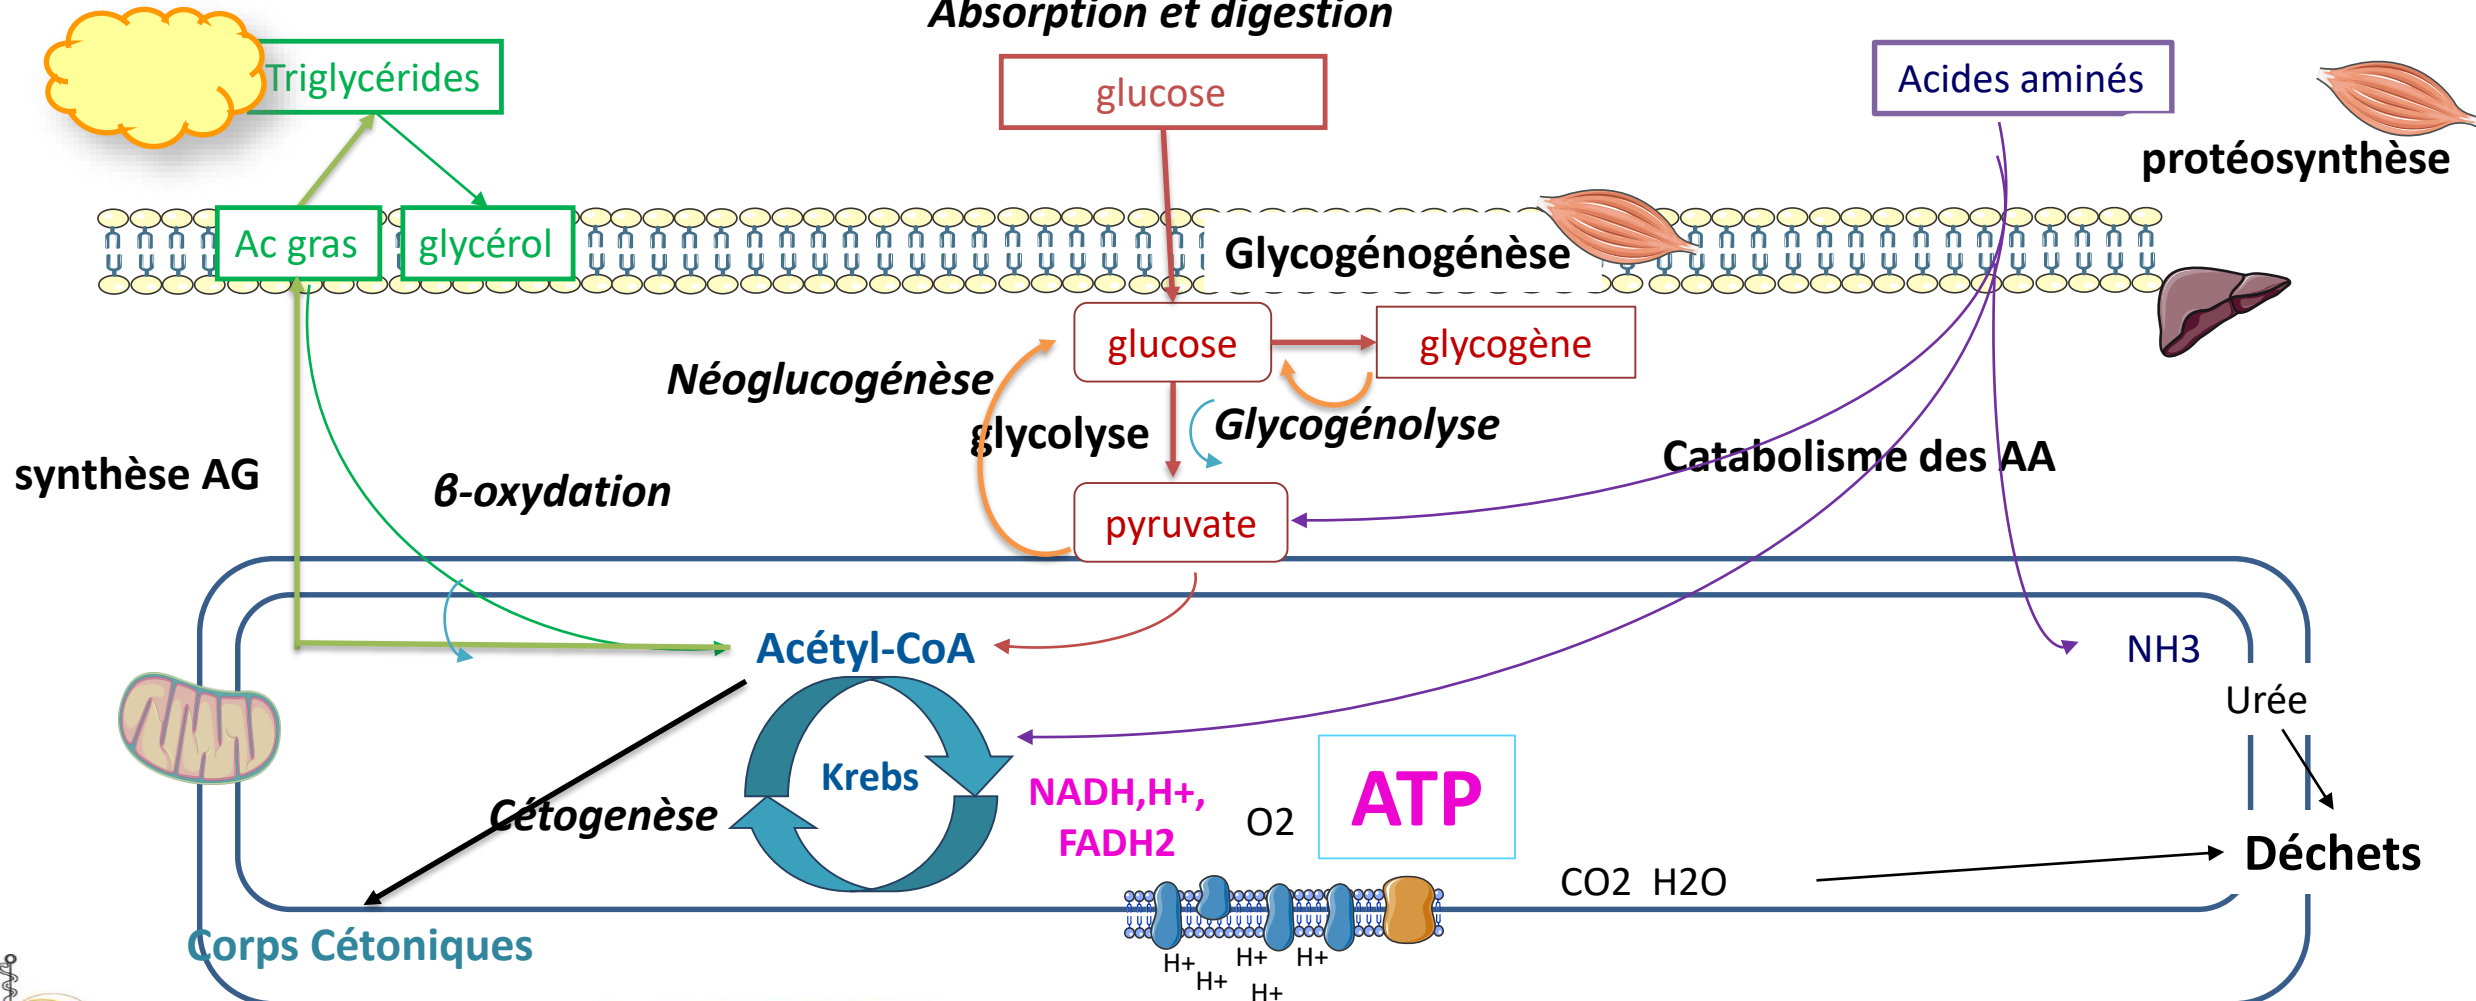 Absorption et digestion
Triglycérides
glucose
Acides aminés
protéosynthèse
Ac gras
glycérol
Glycogénogénèse
glucose
glycogène
Néoglucogénèse
glycolyse
Glycogénolyse
synthèse AG
β-oxydation
Catabolisme des AA
pyruvate
Acétyl-CoA
NH3
Urée
Krebs
Cétogenèse
NADH,H+,
FADH2
O2
ATP
CO2 H2O
Déchets
Corps Cétoniques
H+
H+
H+
H+
H+